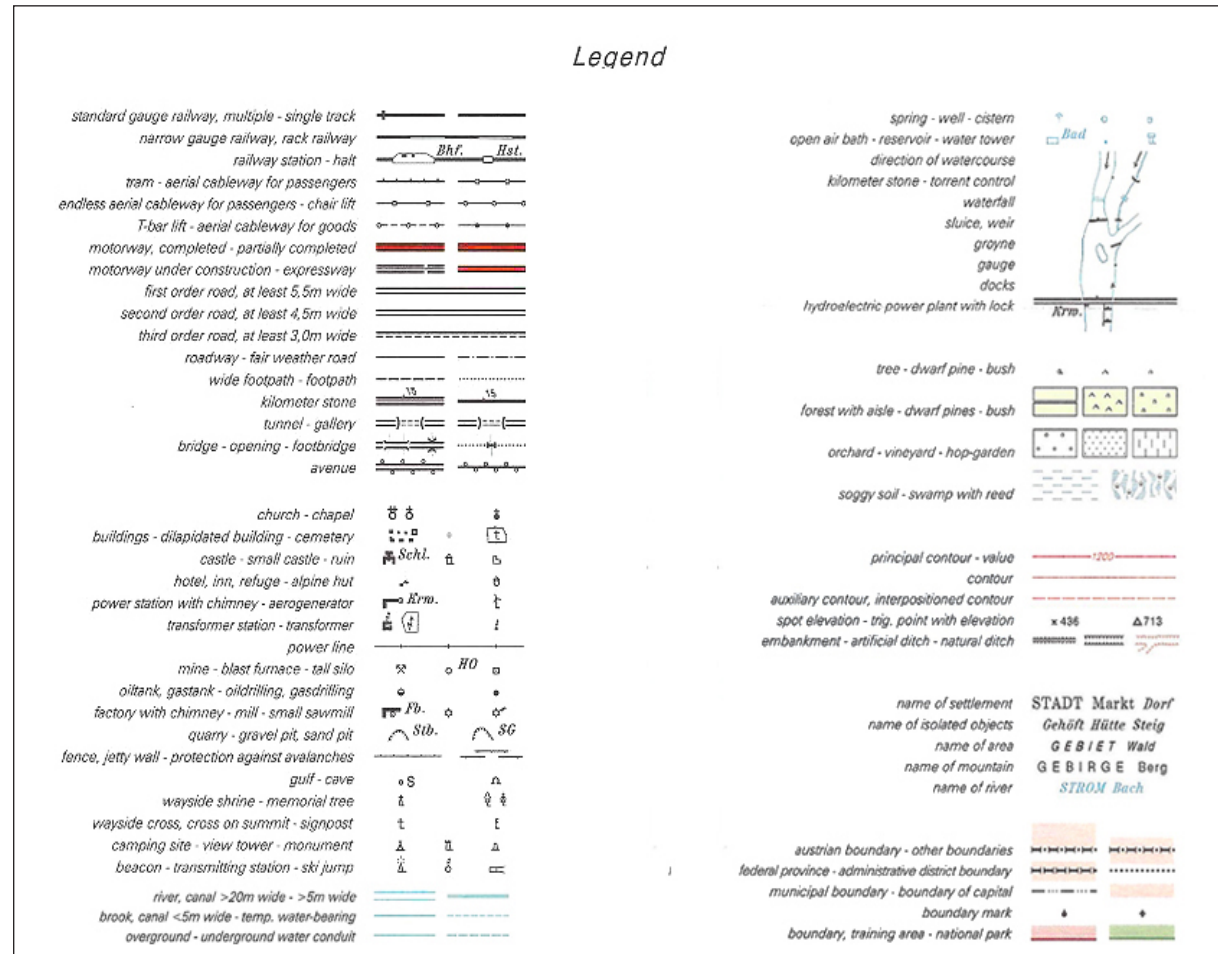 Legend
standard gauge railway, multiple - single track
narrow gauge railway, rack railway
railway station - halt Bhf. Hst.
tram - aerial cableway for passengers
endless aerial cableway for passengers - chair lift
T-bar lift - aerial cableway for goods
motorway, completed - partially completed
motorway under construction - expressway
first order road, at least 5,5m wide
second order road, at least 4,5m wide
third order road, at least 3,0m wide
roadway - fair weather road
wide footpath - footpath
kilometer stone 15 15
tunnel - gallery
bridge - opening - footbridge
avenue
church - chapel
buildings - dilapidated building - cemetery
castle - small castle - ruin Schl.
hotel, inn, refuge - alpine hut
power station with chimney - aerogenerator Krw.
transformer station - transformer
power line
mine - blast furnace - tall silo HO
oiltank, gastank - oildrilling, gasdrilling
factory with chimney - mill - small sawmill Fb.
quarry - gravel pit, sand pit Stb. SG
fence, jetty wall - protection against avalanches
gulf - cave S
wayside shrine - memorial tree
wayside cross, cross on summit - signpost
camping site - view tower - monument
beacon - transmitting station - ski jump
river, canal >20m wide - >5m wide
brook, canal <5m wide - temp. water-bearing
overground - underground water conduit
spring - well - cistern
open air bath - reservoir - water tower Bad
direction of watercourse
kilometer stone - torrent control
waterfall
sluice, weir
groyne
gauge
docks
hydroelectric power plant with lock Krw.
tree - dwarf pine - bush
forest with aisle - dwarf pines - bush
orchard - vineyard - hop-garden
soggy soil - swamp with reed
principal contour - value 1200
contour
auxiliary contour, interpositioned contour
spot elevation - trig. point with elevation 436 713
embankment - artificial ditch - natural ditch
name of settlement STADT Markt Dorf
name of isolated objects Gehöft Hütte Steig
name of area GEBIET Wald
name of mountain GEBIRGE Berg
name of river STROM Bach
austrian boundary - other boundaries
federal province - administrative district boundary
municipal boundary - boundary of capital
boundary mark
boundary, training area - national park